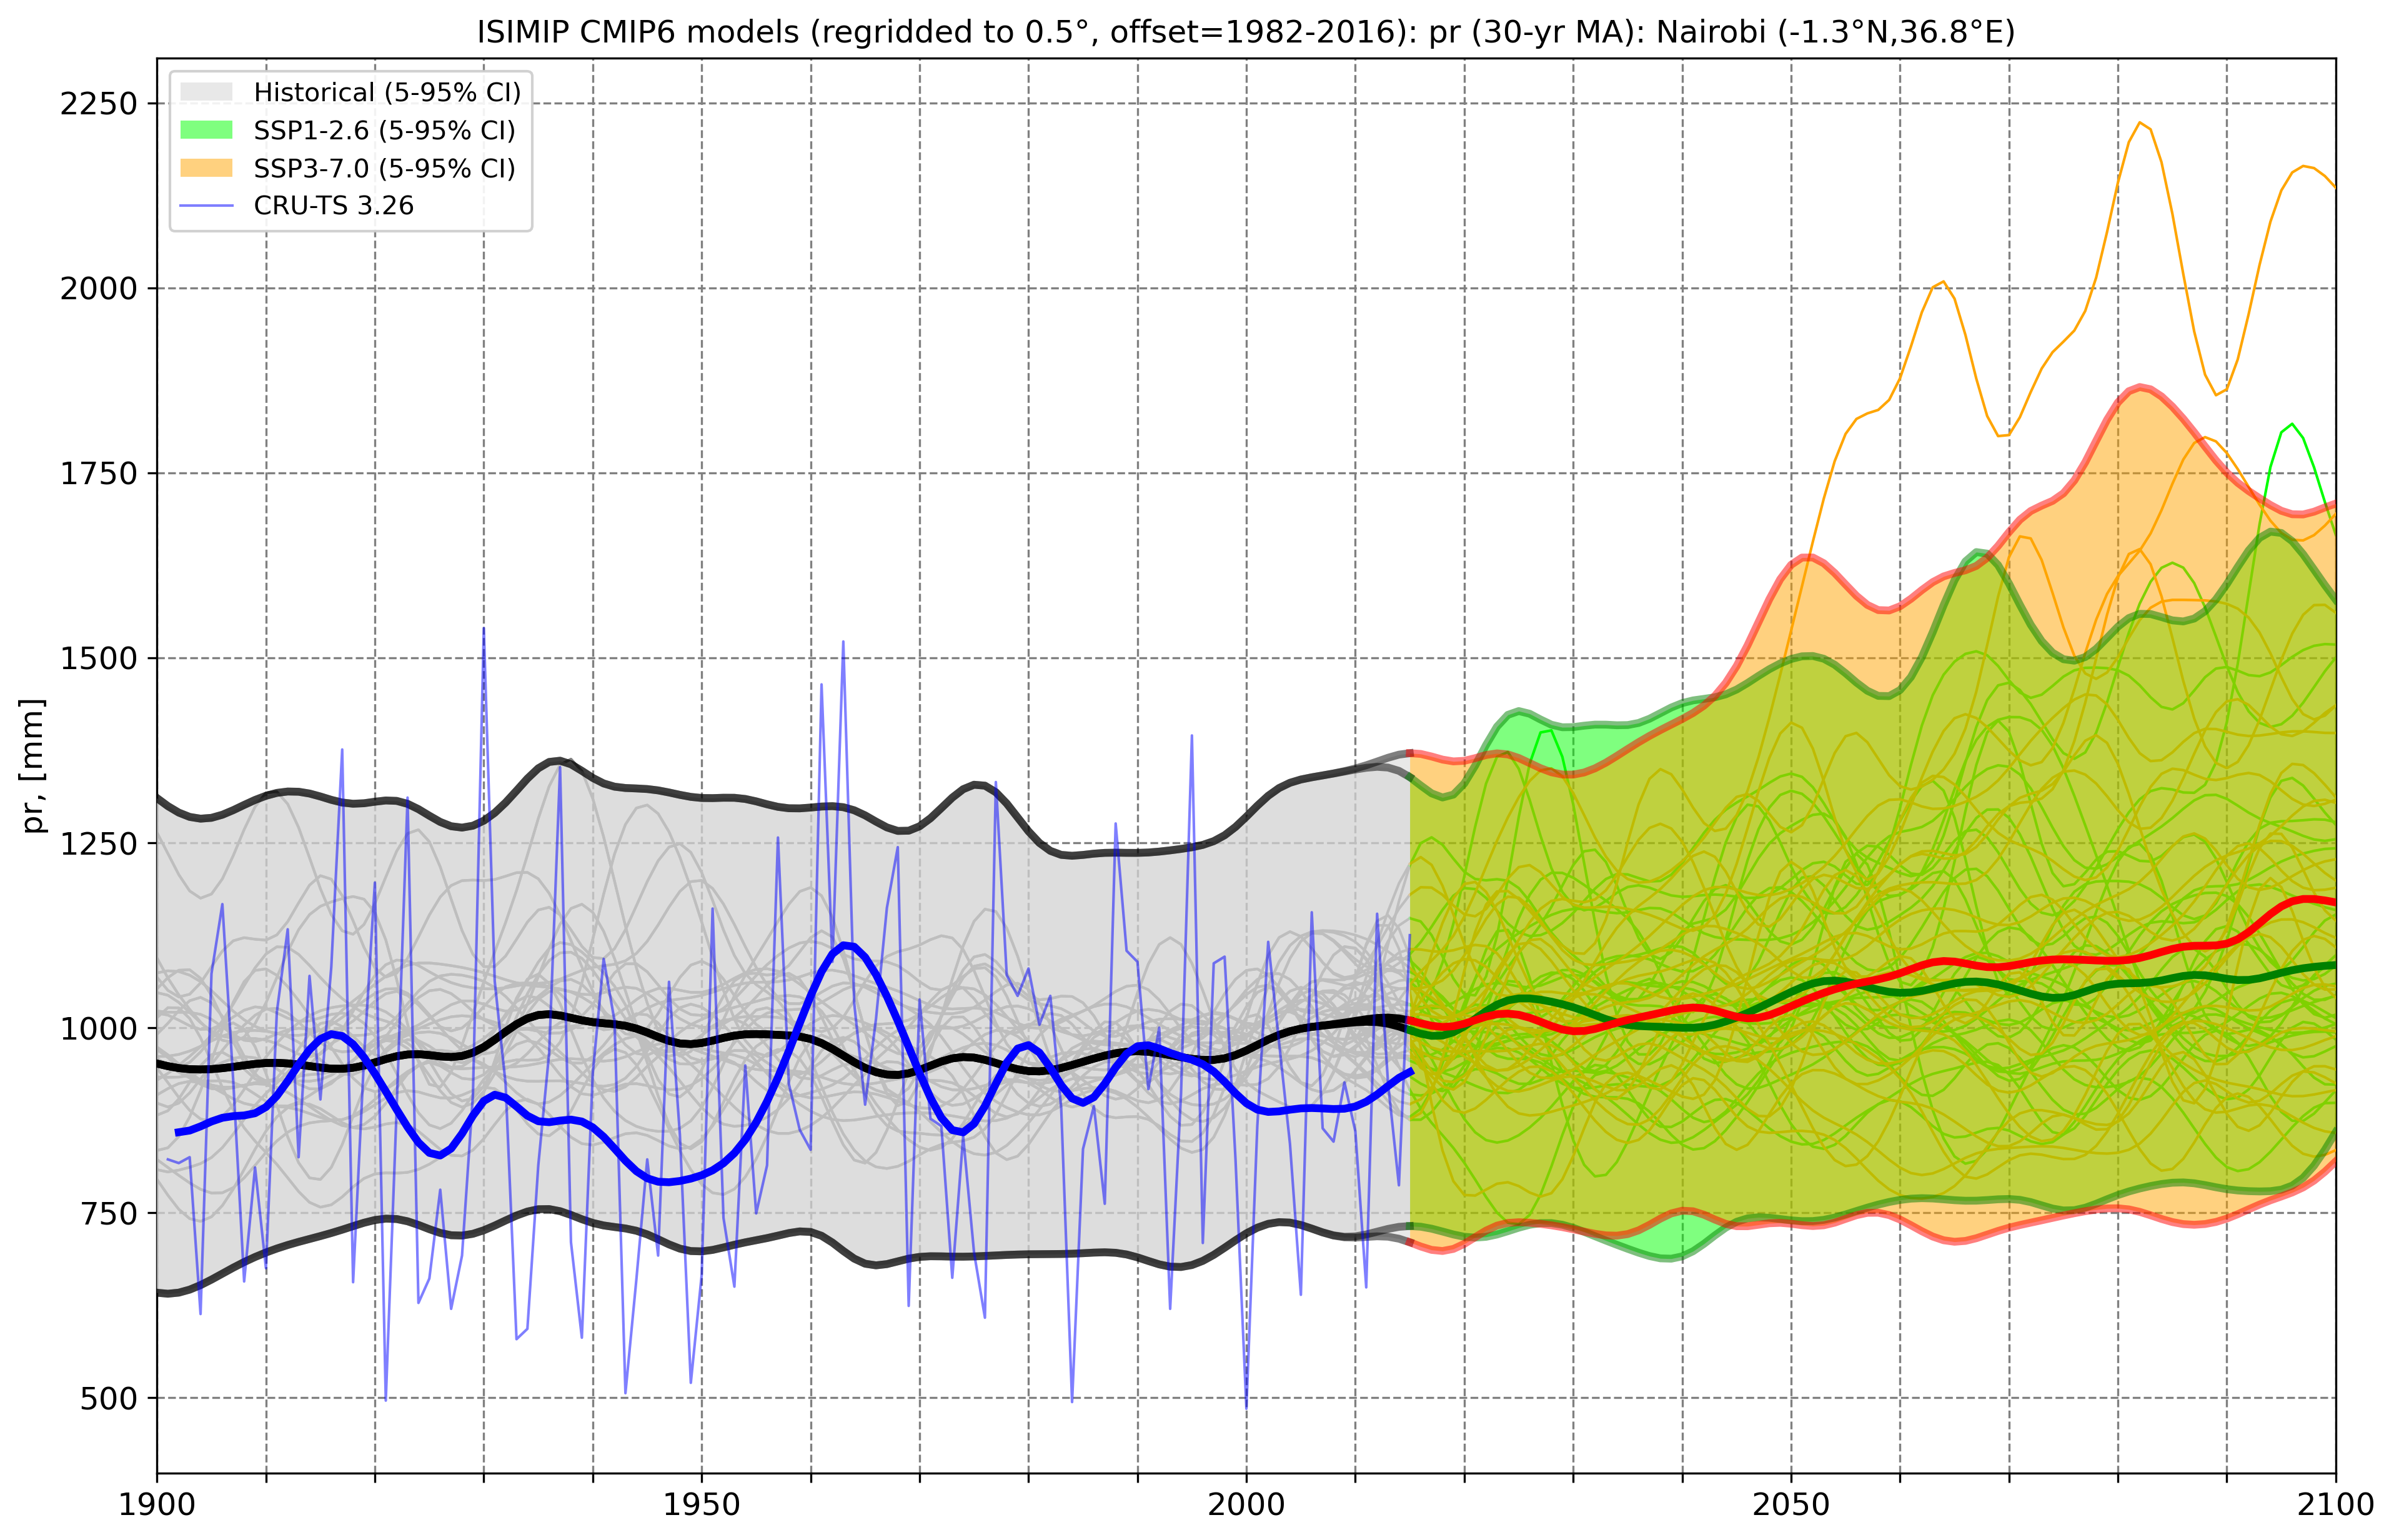 ISIMIP CMIP6 models (regridded to 0.5°, offset=1982-2016): pr (30-yr MA): Nairobi (-1.3°N,36.8°E)
Historical (5-95% CI)
SSP1-2.6 (5-95% CI)
SSP3-7.0 (5-95% CI)
CRU-TS 3.26
pr, [mm]
2250
2000
1750
1500
1250
1000
750
500
1900
1950
2000
2050
2100